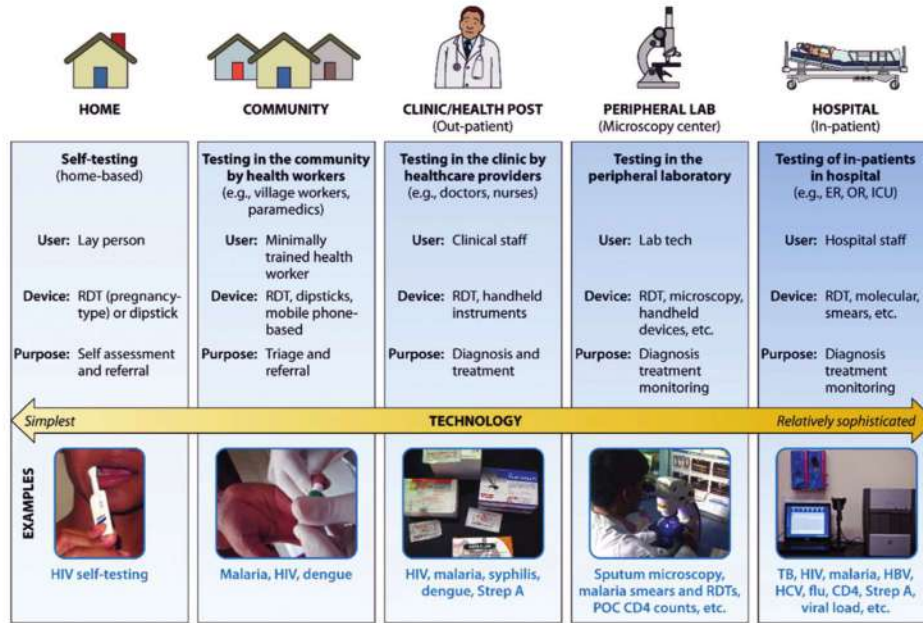 HOME
COMMUNITY
CLINIC/HEALTH POST
(Out-patient)
PERIPHERAL LAB
(Microscopy center)
HOSPITAL
(In-patient)
Self-testing
(home-based)
User: Lay person
Device: RDT (pregnancy-
type) or dipstick
Purpose: Self assessment
and referral
Testing in the community
by health workers
(e.g., village workers,
paramedics)
User: Minimally
trained health
worker
Device: RDT, dipsticks,
mobile phone-
based
Purpose: Triage and
referral
Testing in the clinic by
healthcare providers
(e.g., doctors, nurses)
User: Clinical staff
Device: RDT, handheld
instruments
Purpose: Diagnosis and
treatment
Testing in the
peripheral laboratory
User: Lab tech
Device: RDT, microscopy,
handheld
devices, etc.
Purpose: Diagnosis
treatment
monitoring
Testing of in-patients
in hospital
(e.g., ER, OR, ICU)
User: Hospital staff
Device: RDT, molecular,
smears, etc.
Purpose: Diagnosis
treatment
monitoring
Simplest
TECHNOLOGY
Relatively sophisticated
EXAMPLES
HIV self-testing
Malaria, HIV, dengue
HIV, malaria, syphilis,
dengue, Strep A
Sputum microscopy,
malaria smears and RDTs,
POC CD4 counts, etc.
TB, HIV, malaria, HBV,
HCV, flu, CD4, Strep A,
viral load, etc.